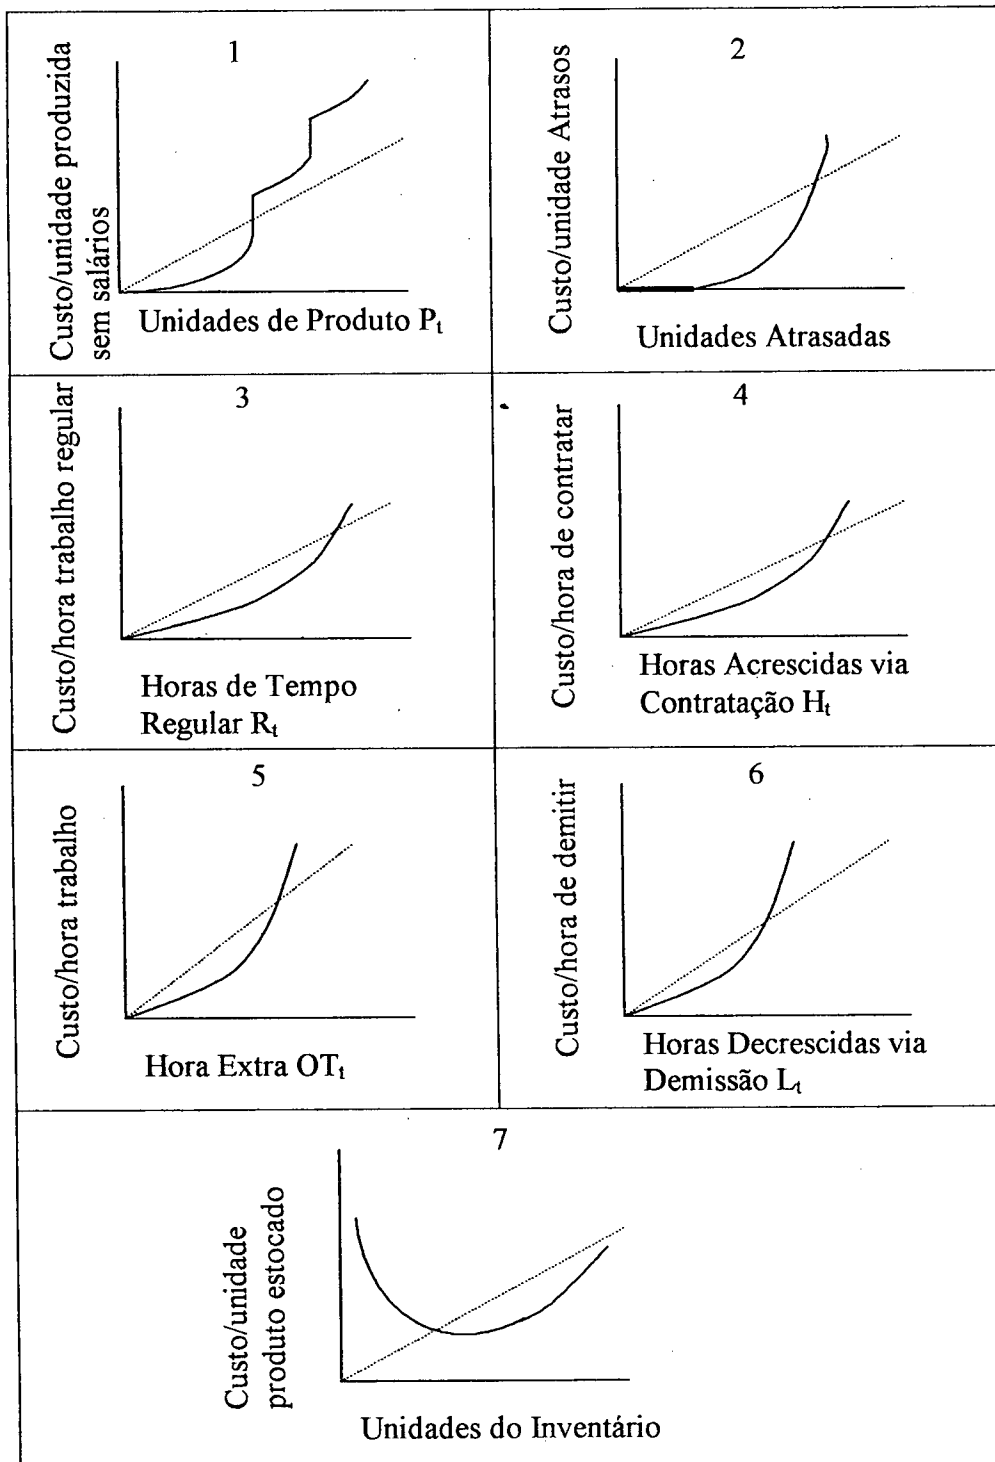 1
Custo/unidade produzida
sem salários
Unidades de Produto Pt
2
Custo/unidade Atrasos
Unidades Atrasadas
3
Custo/hora trabalho regular
Horas de Tempo
Regular Rt
4
Custo/hora de contratar
Horas Acrescidas via
Contratação Ht
5
Custo/hora trabalho
Hora Extra OTt
6
Custo/hora de demitir
Horas Decrescidas via
Demissão Lt
7
Custo/unidade
produto estocado
Unidades do Inventário